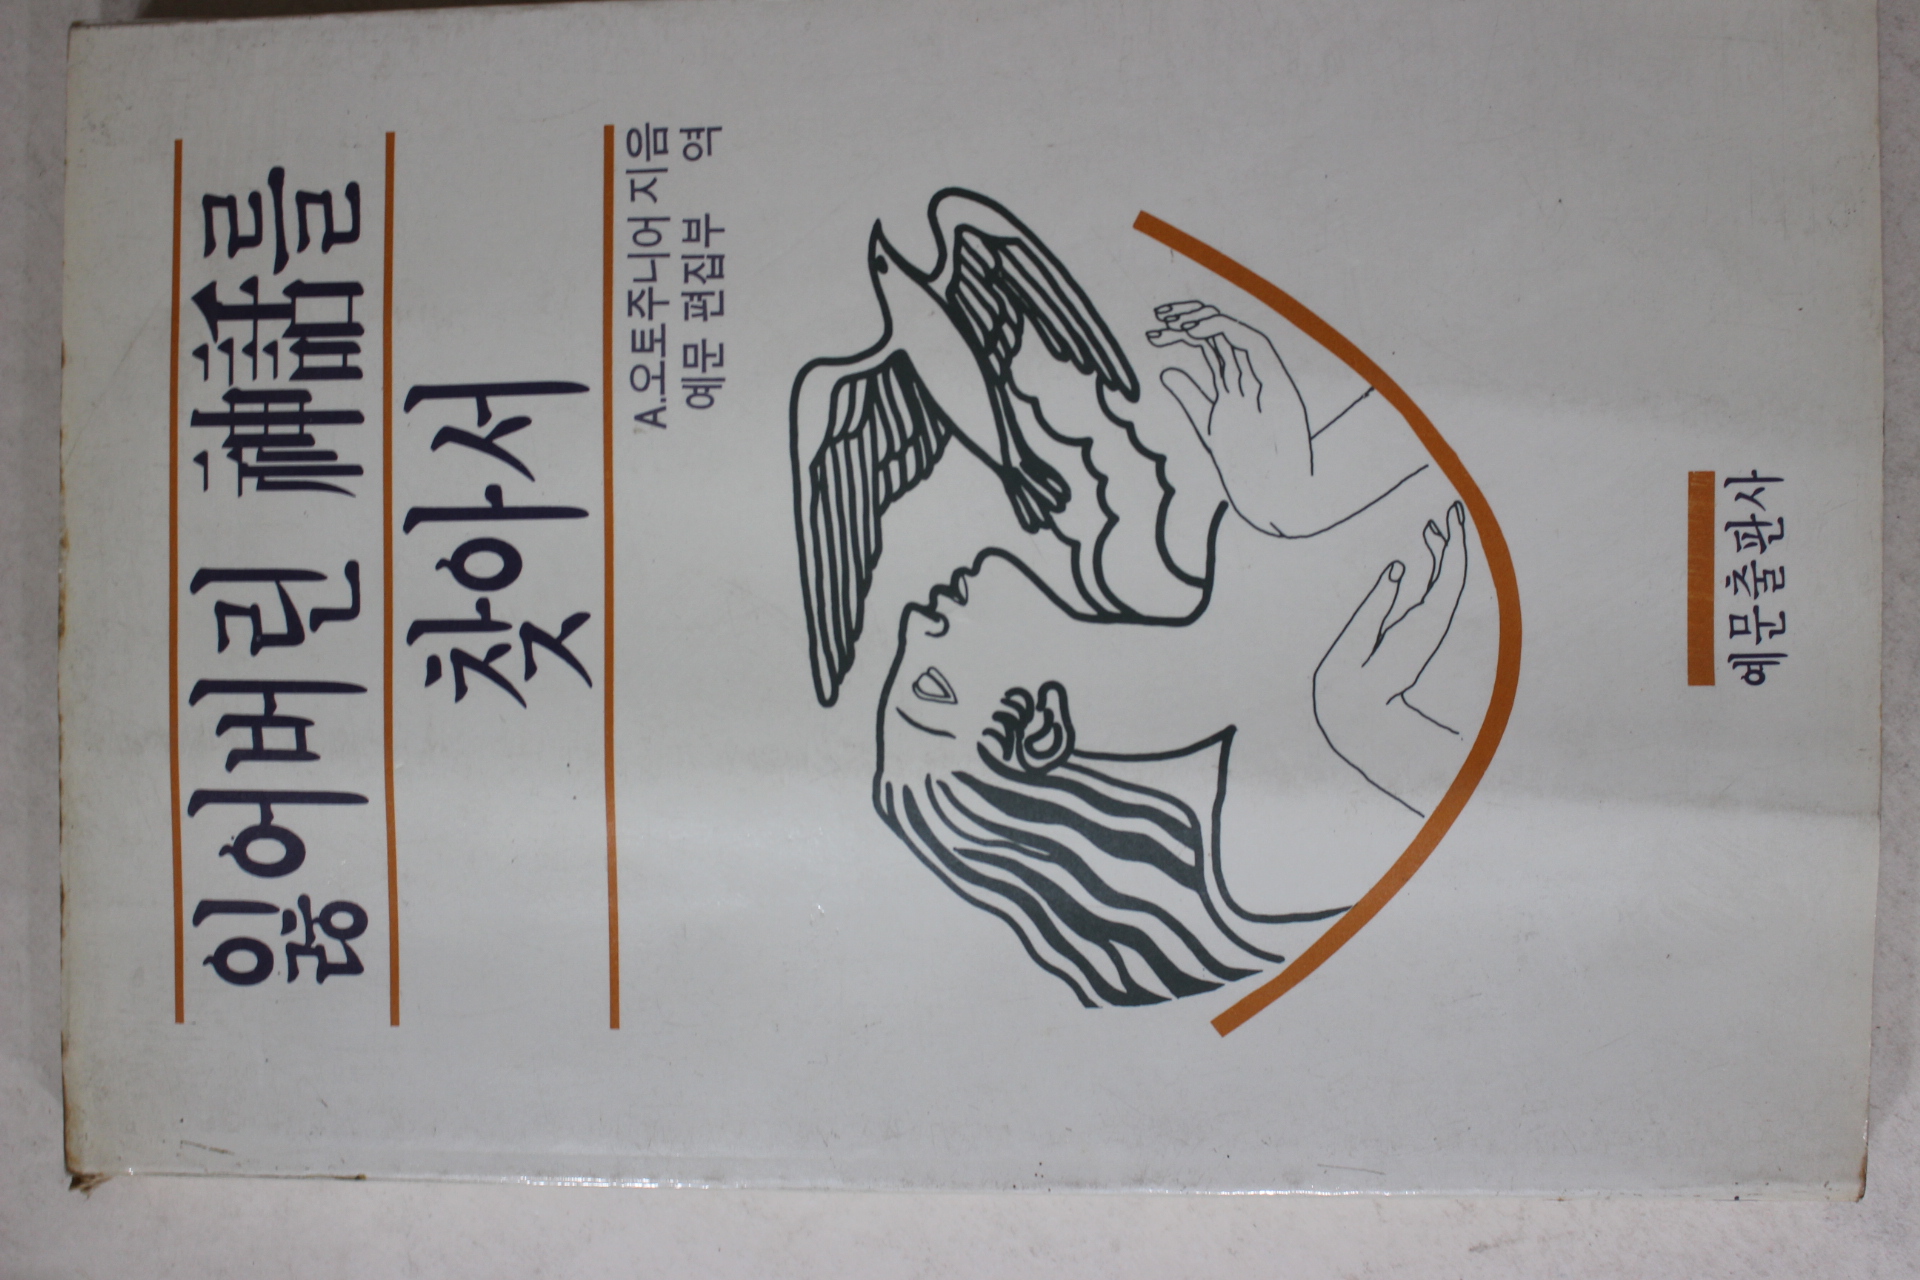 잃어버린 神話를
찾아서
A.오토주니어 지음
예문 편집부 역
예문출판사